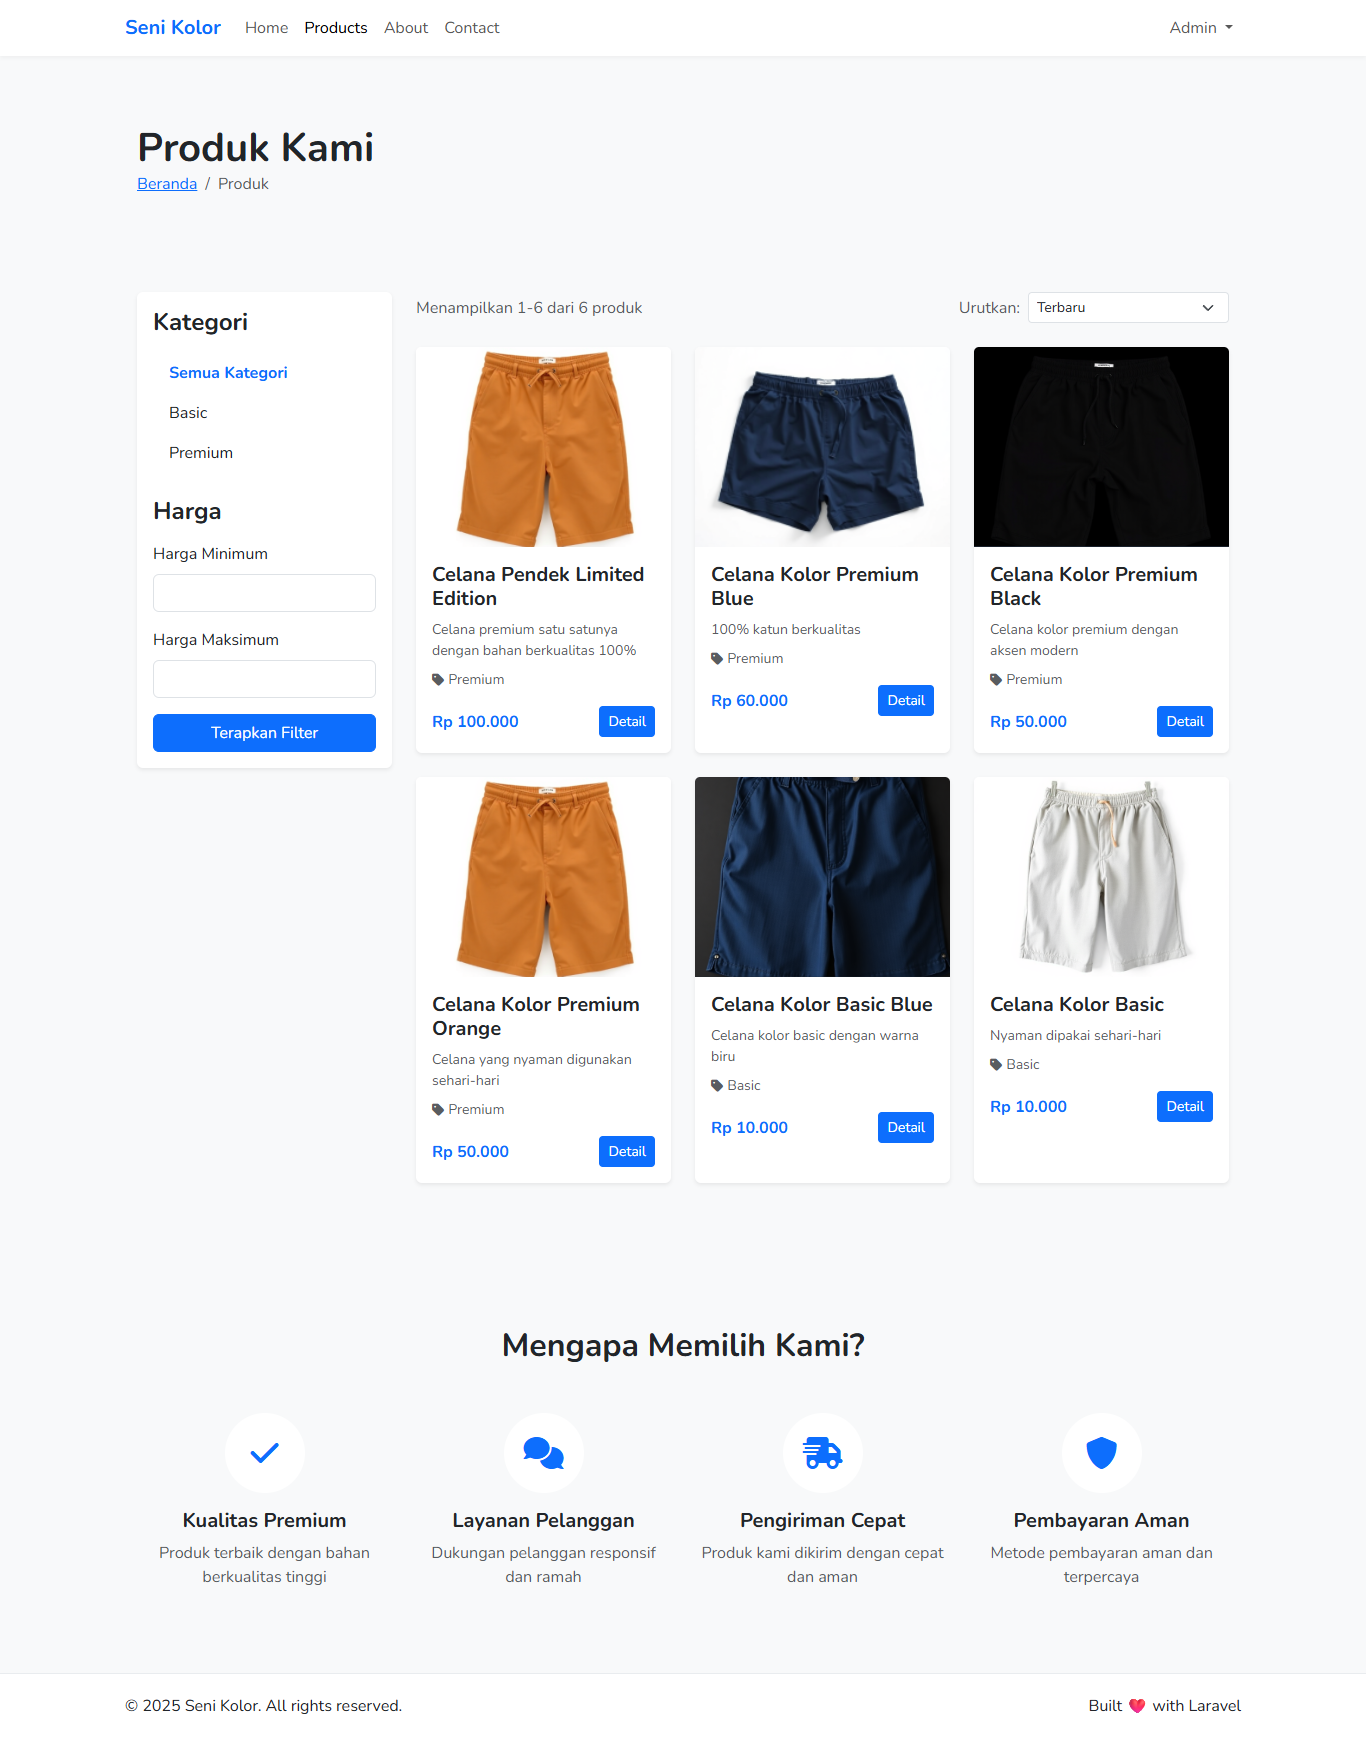 Seni Kolor Home Products About Contact Admin
Produk Kami
Beranda / Produk
Kategori
Semua Kategori
Basic
Premium
Harga
Harga Minimum
Harga Maksimum
Terapkan Filter
Menampilkan 1-6 dari 6 produk
Urutkan: Terbaru
Celana Pendek Limited
Edition
Celana premium satu satunya
dengan bahan berkualitas 100%
Premium
Rp 100.000 Detail
Celana Kolor Premium
Blue
100% katun berkualitas
Premium
Rp 60.000 Detail
Celana Kolor Premium
Black
Celana kolor premium dengan
aksen modern
Premium
Rp 50.000 Detail
Celana Kolor Premium
Orange
Celana yang nyaman digunakan
sehari-hari
Premium
Rp 50.000 Detail
Celana Kolor Basic Blue
Celana kolor basic dengan warna
biru
Basic
Rp 10.000 Detail
Celana Kolor Basic
Nyaman dipakai sehari-hari
Basic
Rp 10.000 Detail
Mengapa Memilih Kami?
Kualitas Premium
Produk terbaik dengan bahan
berkualitas tinggi
Layanan Pelanggan
Dukungan pelanggan responsif
dan ramah
Pengiriman Cepat
Produk kami dikirim dengan cepat
dan aman
Pembayaran Aman
Metode pembayaran aman dan
terpercaya
© 2025 Seni Kolor. All rights reserved.
Built ❤️ with Laravel